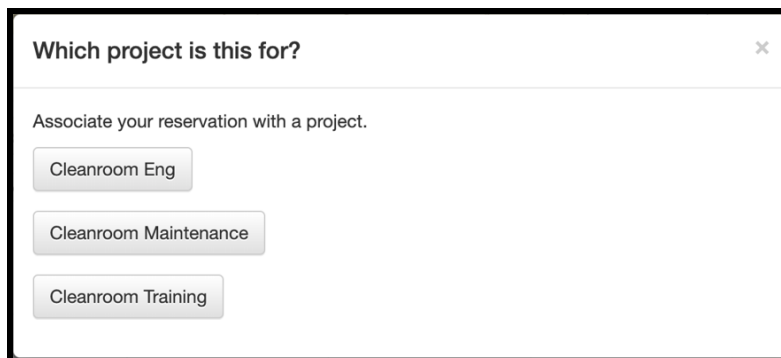 Which project is this for?
×
Associate your reservation with a project.
Cleanroom Eng
Cleanroom Maintenance
Cleanroom Training